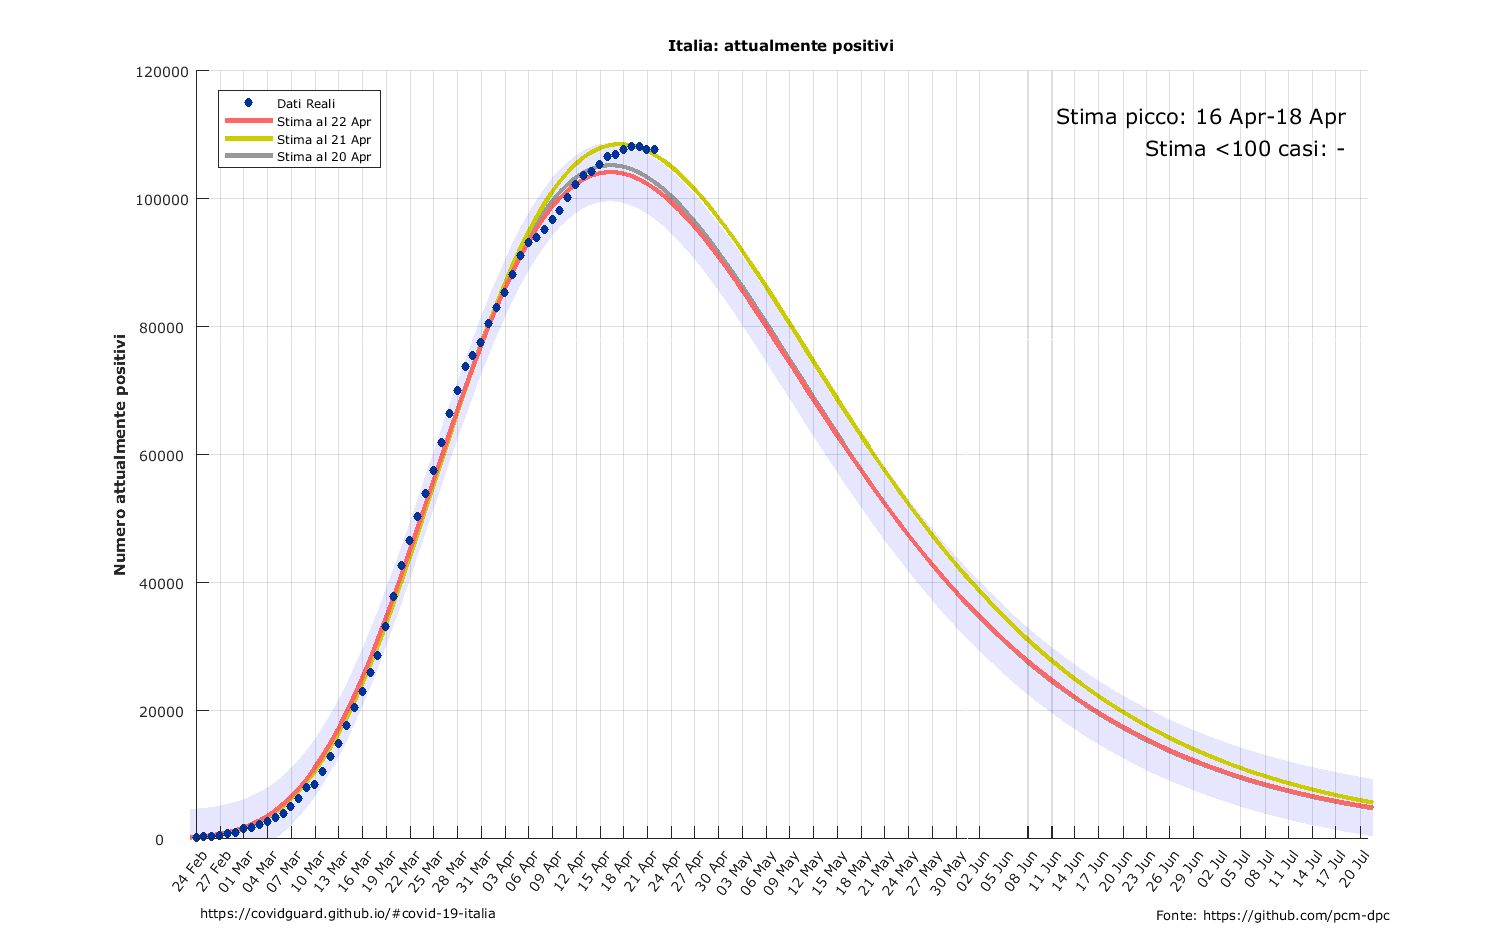 Italia: attualmente positivi
120000
100000
80000
60000
40000
20000
0
Numero attualmente positivi
Dati Reali
Stima al 22 Apr
Stima al 21 Apr
Stima al 20 Apr
Stima picco: 16 Apr-18 Apr
Stima <100 casi: -
24 Feb
27 Feb
01 Mar
04 Mar
07 Mar
10 Mar
13 Mar
16 Mar
19 Mar
22 Mar
25 Mar
28 Mar
31 Mar
03 Apr
06 Apr
09 Apr
12 Apr
15 Apr
18 Apr
21 Apr
24 Apr
27 Apr
30 Apr
03 May
06 May
09 May
12 May
15 May
18 May
21 May
24 May
27 May
30 May
02 Jun
05 Jun
08 Jun
11 Jun
14 Jun
17 Jun
20 Jun
23 Jun
26 Jun
29 Jun
02 Jul
05 Jul
08 Jul
11 Jul
14 Jul
17 Jul
20 Jul
https://covidguard.github.io/#covid-19-italia
Fonte: https://github.com/pcm-dpc